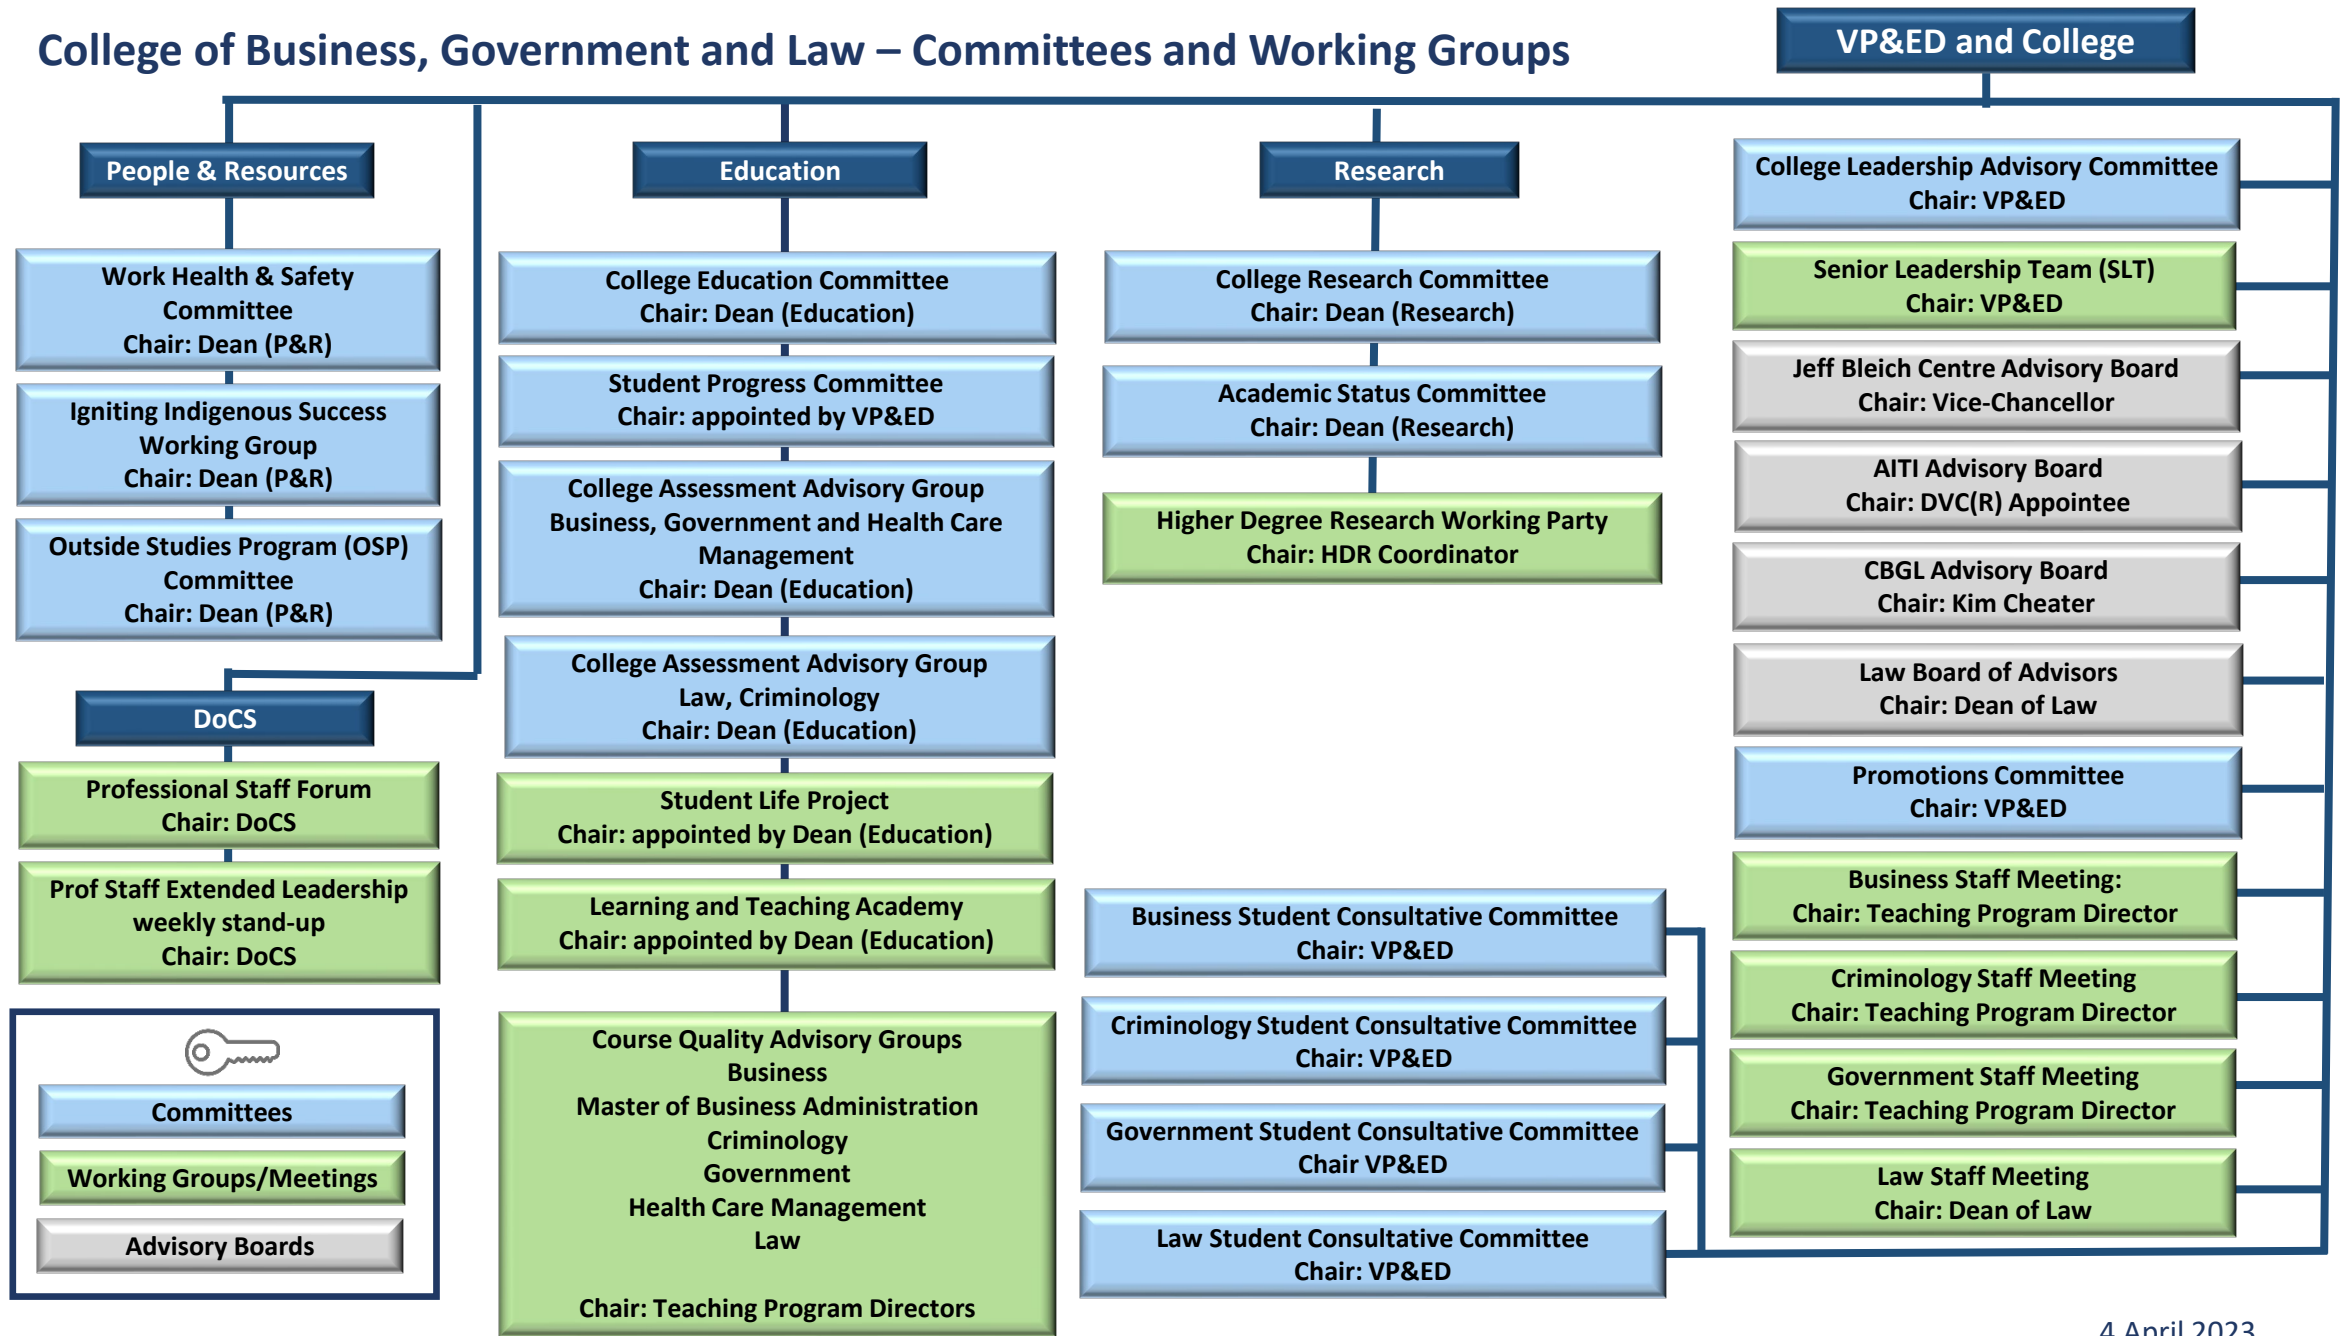 College of Business, Government and Law – Committees and Working Groups
VP&ED and College
People & Resources
Work Health & Safety
Committee
Chair: Dean (P&R)
Igniting Indigenous Success
Working Group
Chair: Dean (P&R)
Outside Studies Program (OSP)
Committee
Chair: Dean (P&R)
DoCS
Professional Staff Forum
Chair: DoCS
Prof Staff Extended Leadership
weekly stand-up
Chair: DoCS
Committees
Working Groups/Meetings
Advisory Boards
Education
College Education Committee
Chair: Dean (Education)
Student Progress Committee
Chair: appointed by VP&ED
College Assessment Advisory Group
Business, Government and Health Care
Management
Chair: Dean (Education)
College Assessment Advisory Group
Law, Criminology
Chair: Dean (Education)
Student Life Project
Chair: appointed by Dean (Education)
Learning and Teaching Academy
Chair: appointed by Dean (Education)
Course Quality Advisory Groups
Business
Master of Business Administration
Criminology
Government
Health Care Management
Law
Chair: Teaching Program Directors
Research
College Research Committee
Chair: Dean (Research)
Academic Status Committee
Chair: Dean (Research)
Higher Degree Research Working Party
Chair: HDR Coordinator
Business Student Consultative Committee
Chair: VP&ED
Criminology Student Consultative Committee
Chair: VP&ED
Government Student Consultative Committee
Chair VP&ED
Law Student Consultative Committee
Chair: VP&ED
College Leadership Advisory Committee
Chair: VP&ED
Senior Leadership Team (SLT)
Chair: VP&ED
Jeff Bleich Centre Advisory Board
Chair: Vice-Chancellor
AITI Advisory Board
Chair: DVC(R) Appointee
CBGL Advisory Board
Chair: Kim Cheater
Law Board of Advisors
Chair: Dean of Law
Promotions Committee
Chair: VP&ED
Business Staff Meeting:
Chair: Teaching Program Director
Criminology Staff Meeting
Chair: Teaching Program Director
Government Staff Meeting
Chair: Teaching Program Director
Law Staff Meeting
Chair: Dean of Law
4 April 2023